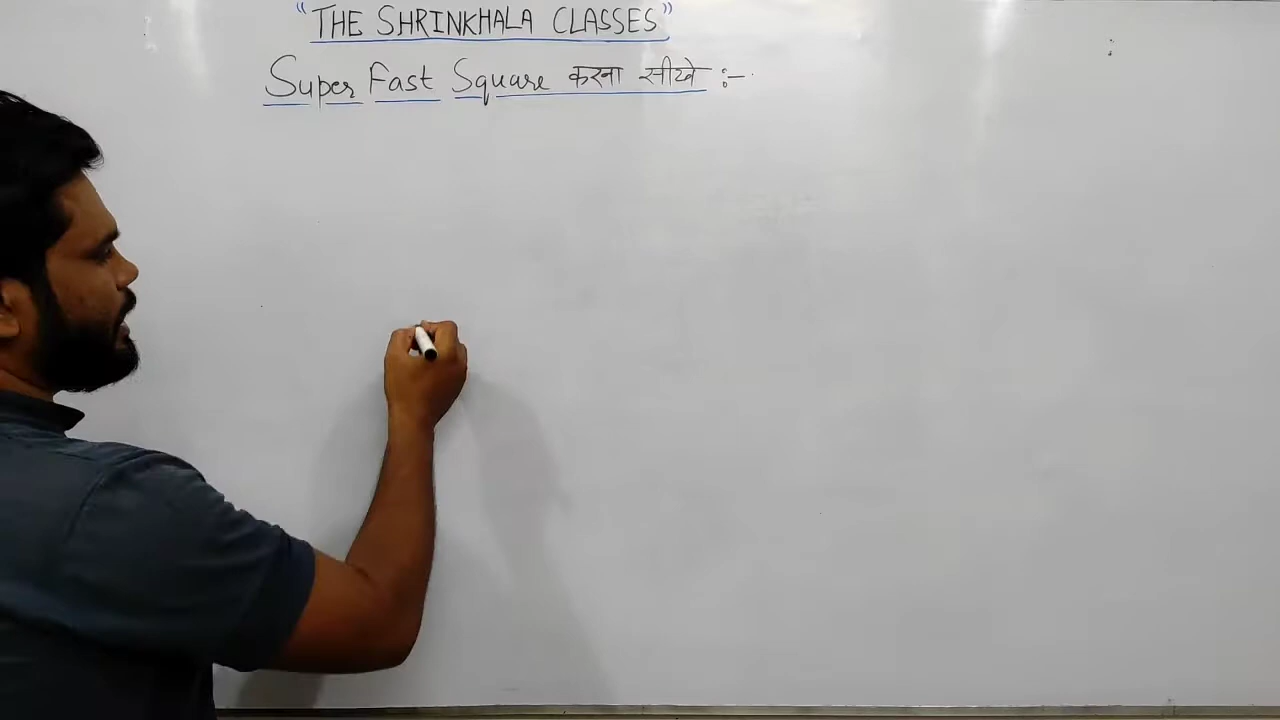 "THE SHRINKHALA CLASSES"
Super Fast Square करना सीखे :-